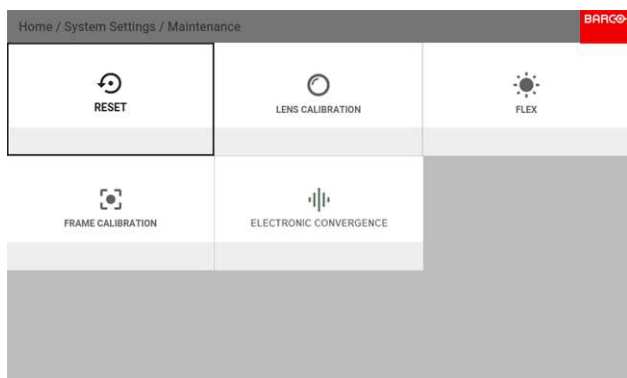 Home / System Settings / Maintenance
BARCO
RESET
LENS CALIBRATION
FLEX
FRAME CALIBRATION
ELECTRONIC CONVERGENCE